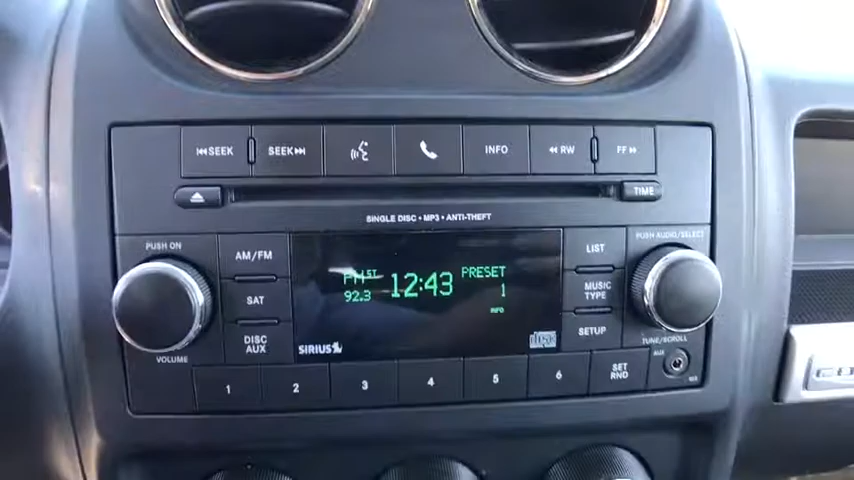 SEEK SEEK INFO RW FF
TIME
SINGLE DISC • MP3 • ANTI-THEFT
PUSH ON
PUSH AUDIO/SELECT
AM/FM
LIST
SAT
MUSIC
TYPE
DISC
AUX
SETUP
FM ST
92.3
12:43
PRESET
1
INFO
SIRIUS
disc
VOLUME
TUNE/SCROLL
1 2 3 4 5 6
SET
RND
AUX